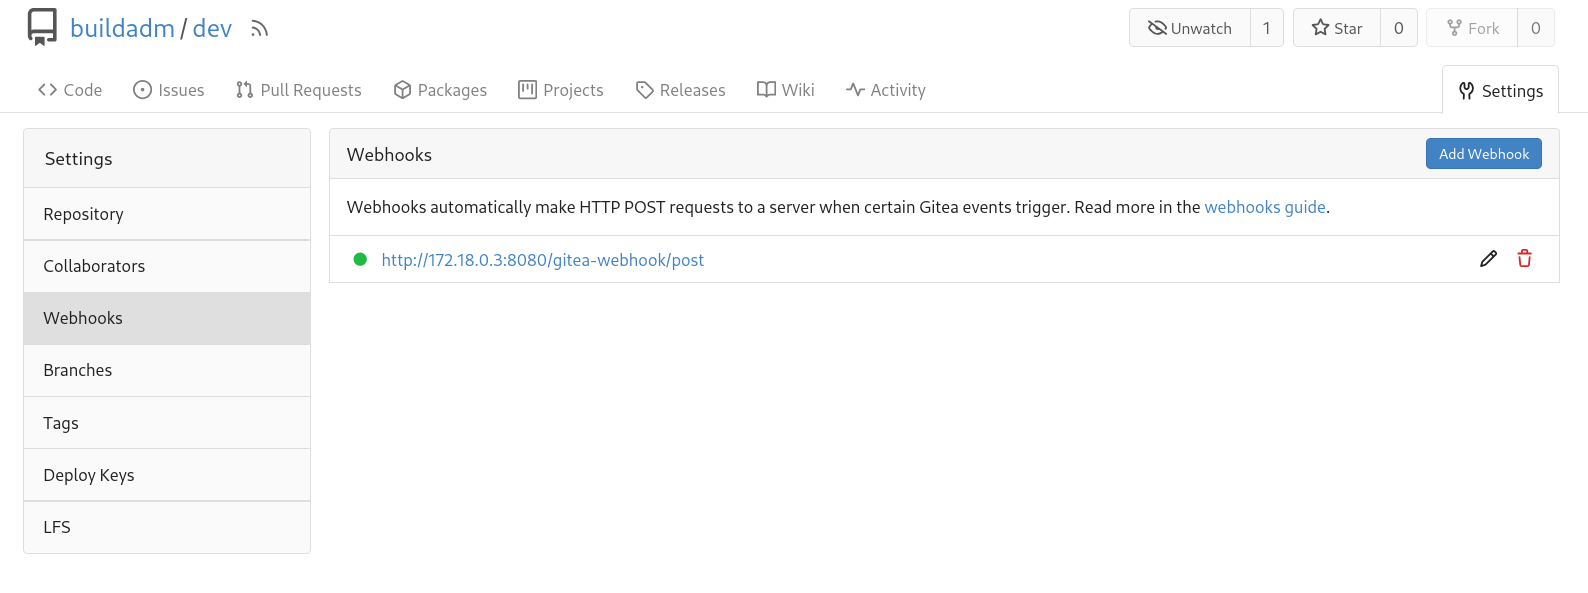 buildadm / dev
Unwatch 1 Star 0 Fork 0
Code Issues Pull Requests Packages Projects Releases Wiki Activity Settings
Settings
Repository
Collaborators
Webhooks
Branches
Tags
Deploy Keys
LFS
Webhooks Add Webhook
Webhooks automatically make HTTP POST requests to a server when certain Gitea events trigger. Read more in the webhooks guide.
http://172.18.0.3:8080/gitea-webhook/post